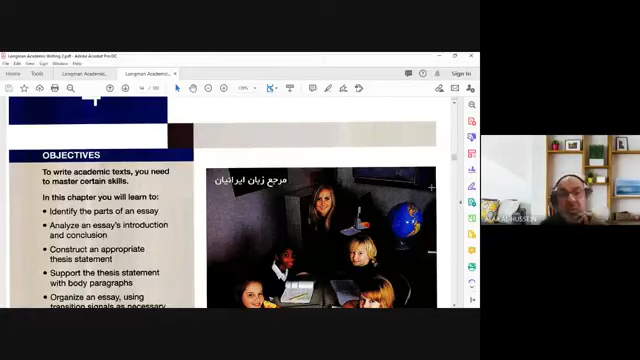 Longman Academic Writing 3.pdf - Adobe Acrobat Pro DC
File Edit View Sign Window Help
Home Tools Longman Academic... Longman Academic... × Sign In
OBJECTIVES
To write academic texts, you need
to master certain skills.
In this chapter you will learn to:
• Identify the parts of an essay
• Analyze an essay's introduction
and conclusion
• Construct an appropriate
thesis statement
• Support the thesis statement
with body paragraphs
• Organize an essay, using
transition signals as necessary
مرجع زبان ایرانیان